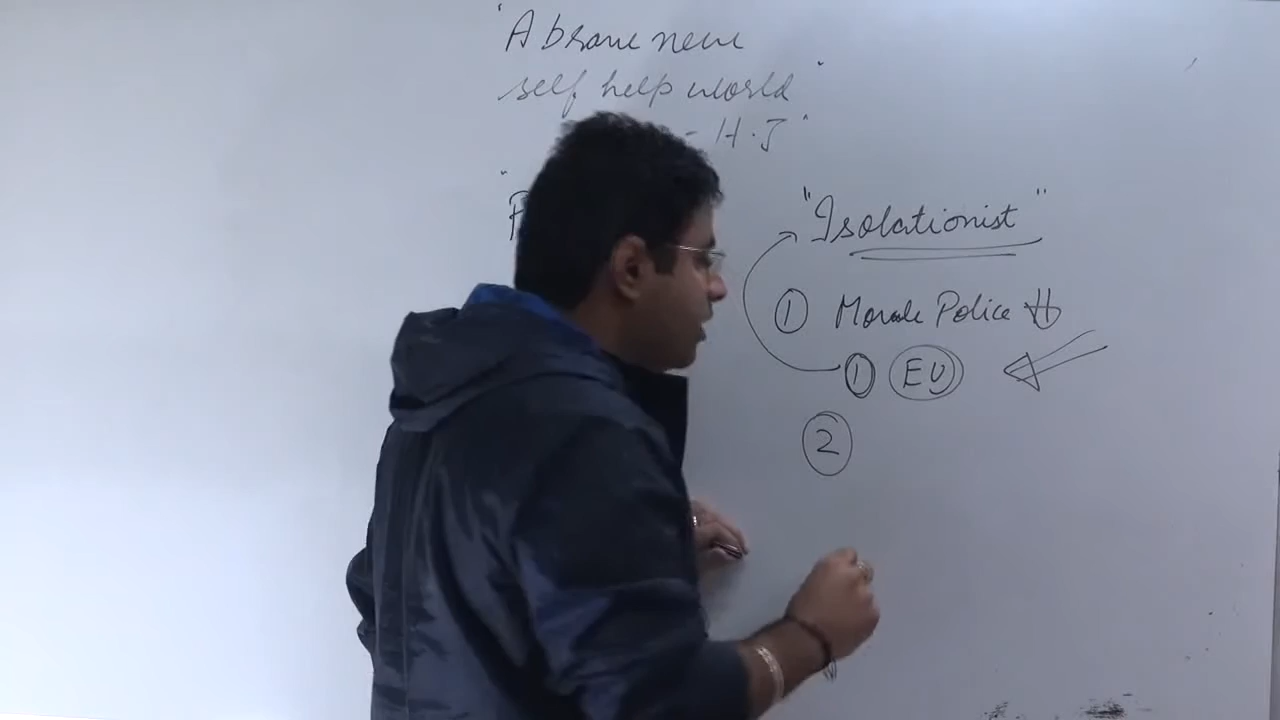 "A brave new
self help world"
- H.J"
"Isolationist"
① Morale Police
① EU
②